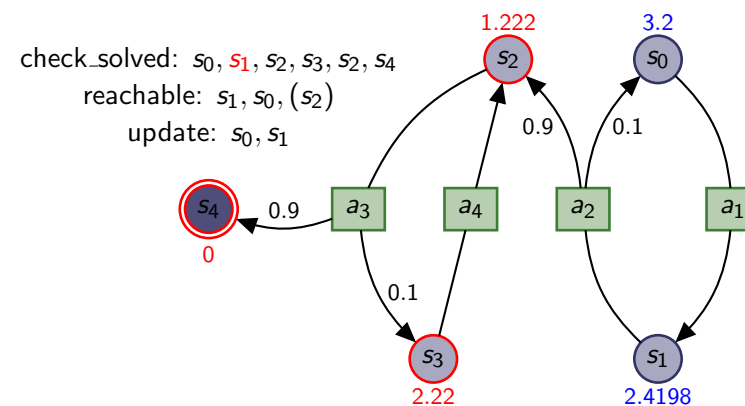 1.222
3.2
check_solved: s₀, s₁, s₂, s₃, s₂, s₄
s₂
s₀
reachable: s₁, s₀, (s₂)
update: s₀, s₁
0.9
0.1
s₄
0.9
a₃
a₄
a₂
a₁
0
0.1
s₃
s₁
2.22
2.4198